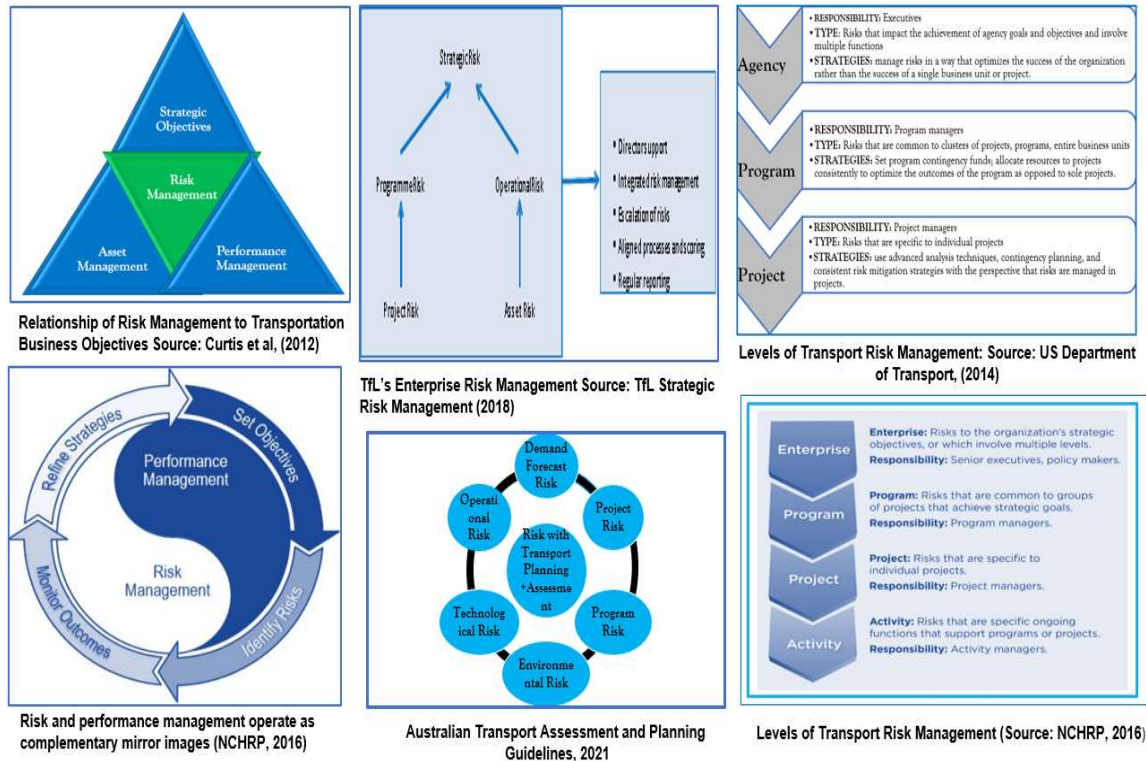 Strategic
Objectives
Risk
Management
Asset
Management
Performance
Management
Relationship of Risk Management to Transportation
Business Objectives Source: Curtis et al, (2012)
StrategicRisk
ProgrammeRisk
OperationalRisk
ProjectRisk
Asset Risk
• Directorsupport
• Integrated risk management
• Escalation of risks
• Aligned processes and scoring
• Regular reporting
TfL's Enterprise Risk Management Source: TfL Strategic
Risk Management (2018)
Agency
• RESPONSIBILITY: Executives
• TYPE: Risks that impact the achievement of agency goals and objectives and involve
multiple functions
• STRATEGIES: manage risks in a way that optimizes the success of the organization
rather than the success of a single business unit or project.
Program
• RESPONSIBILITY: Program managers
• TYPE: Risks that are common to clusters of projects, programs, entire business units
• STRATEGIES: Set program contingency funds; allocate resources to projects
consistently to optimize the outcomes of the program as opposed to sole projects.
Project
• RESPONSIBILITY: Project managers
• TYPE: Risks that are specific to individual projects
• STRATEGIES: use advanced analysis techniques, contingency planning, and
consistent risk mitigation strategies with the perspective that risks are managed in
projects.
Levels of Transport Risk Management: Source: US Department
of Transport, (2014)
Refine Strategies
Set Objectives
Identify Risks
Monitor Outcomes
Performance
Management
Risk
Management
Risk and performance management operate as
complementary mirror images (NCHRP, 2016)
Demand
Forecast
Risk
Operati
onal
Risk
Project
Risk
Risk with
Transport
Planning
+Assessme
nt
Technolog
ical Risk
Program
Risk
Environme
ntal Risk
Australian Transport Assessment and Planning
Guidelines, 2021
Enterprise
Enterprise: Risks to the organization's strategic
objectives, or which involve multiple levels.
Responsibility: Senior executives, policy makers.
Program
Program: Risks that are common to groups
of projects that achieve strategic goals.
Responsibility: Program managers.
Project
Project: Risks that are specific to
individual projects.
Responsibility: Project managers.
Activity
Activity: Risks that are specific ongoing
functions that support programs or projects.
Responsibility: Activity managers.
Levels of Transport Risk Management (Source: NCHRP, 2016)